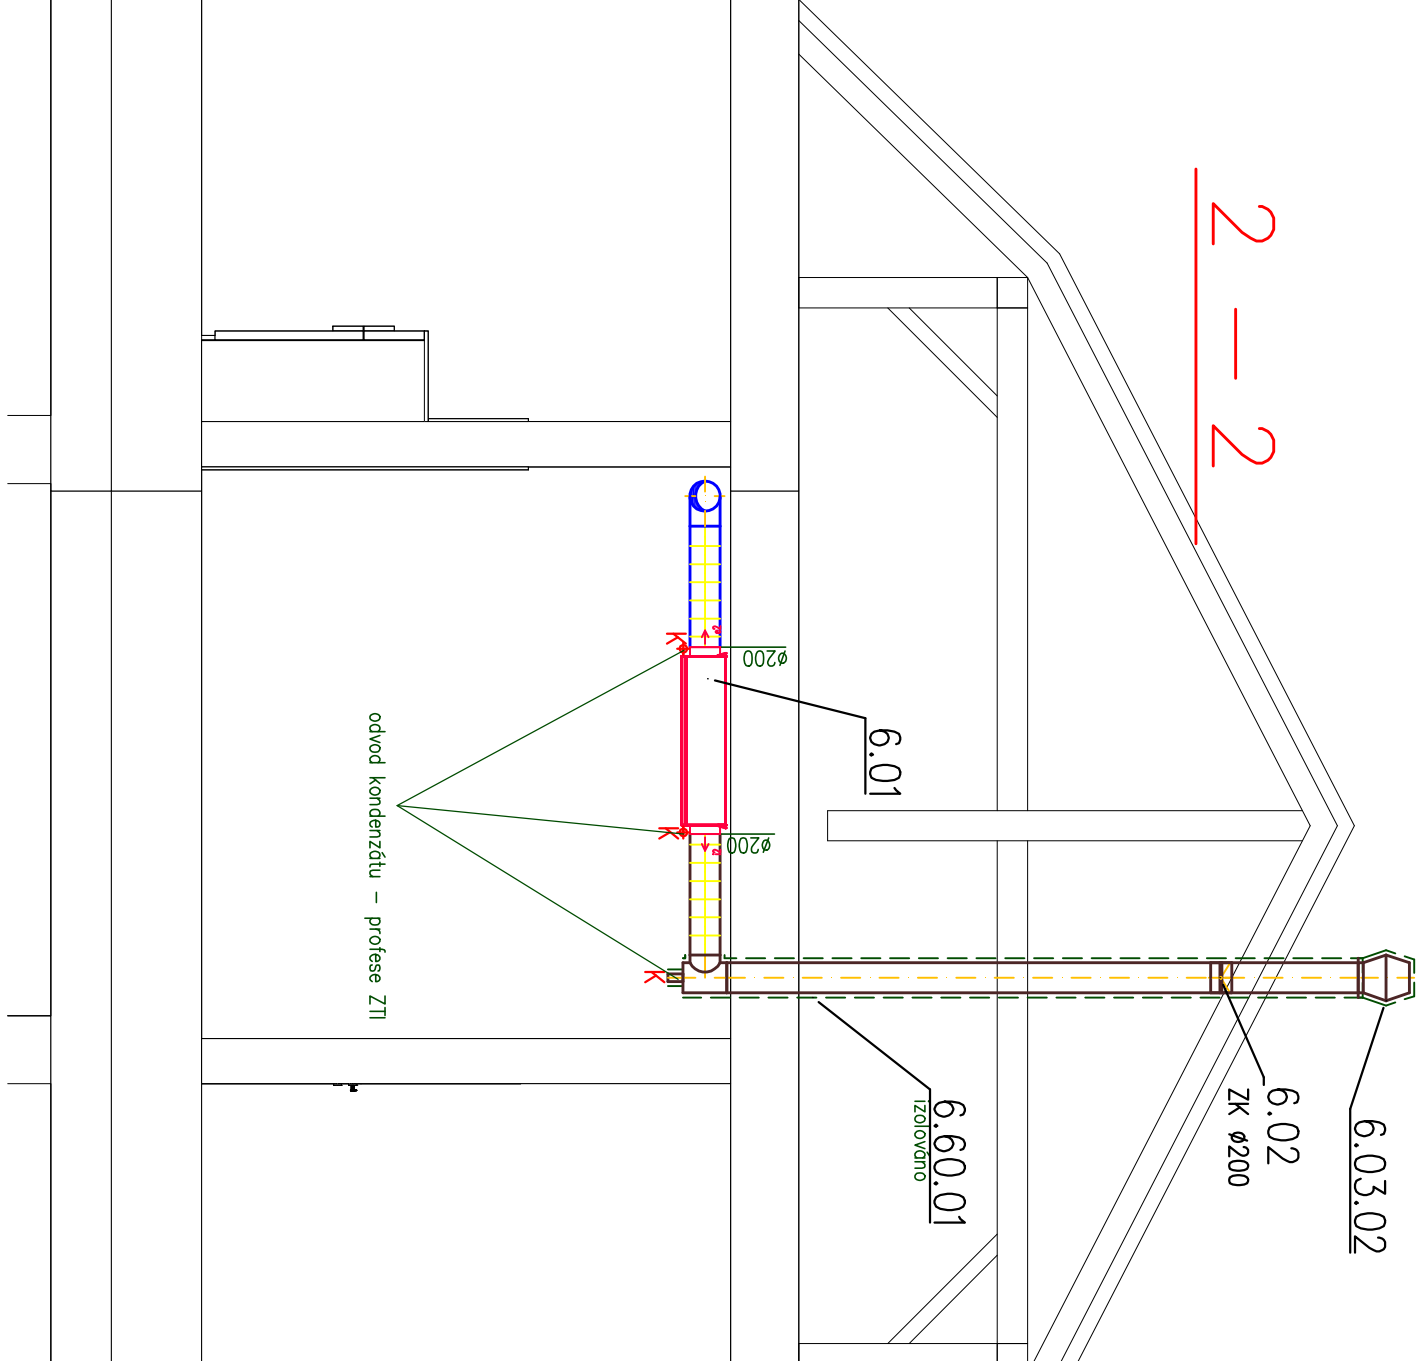 2 – 2
6.03.02
6.02
ZK ø200
6.60.01
izolováno
6.01
ø200
ø200
K
K
K
odvod kondenzátu – profese ZTI